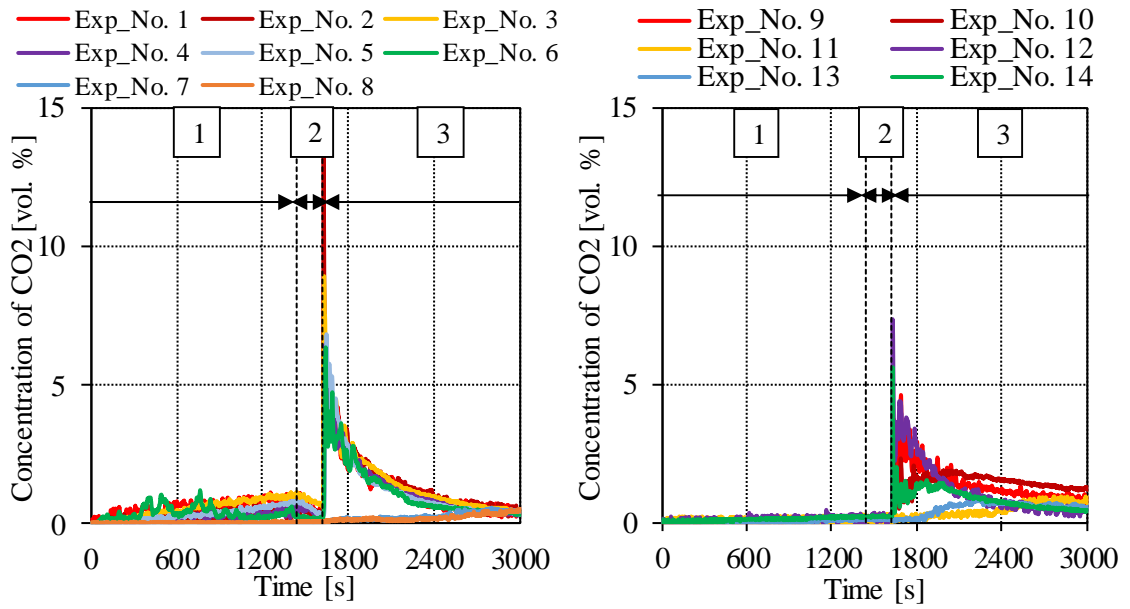 Exp_No. 1 Exp_No. 2 Exp_No. 3
Exp_No. 4 Exp_No. 5 Exp_No. 6
Exp_No. 7 Exp_No. 8
Concentration of CO2 [vol. %]
15
10
5
0
1 2 3
0 600 1200 1800 2400 3000
Time [s]
Exp_No. 9 Exp_No. 10
Exp_No. 11 Exp_No. 12
Exp_No. 13 Exp_No. 14
Concentration of CO2 [vol. %]
15
10
5
0
1 2 3
0 600 1200 1800 2400 3000
Time [s]